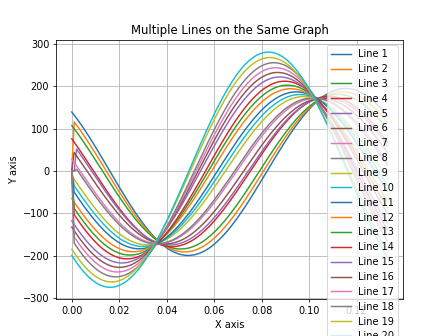 Multiple Lines on the Same Graph
300
200
100
0
−100
−200
−300
Y axis
0.00
0.02
0.04
0.06
0.08
0.10
X axis
Line 1
Line 2
Line 3
Line 4
Line 5
Line 6
Line 7
Line 8
Line 9
Line 10
Line 11
Line 12
Line 13
Line 14
Line 15
Line 16
Line 17
Line 18
Line 19